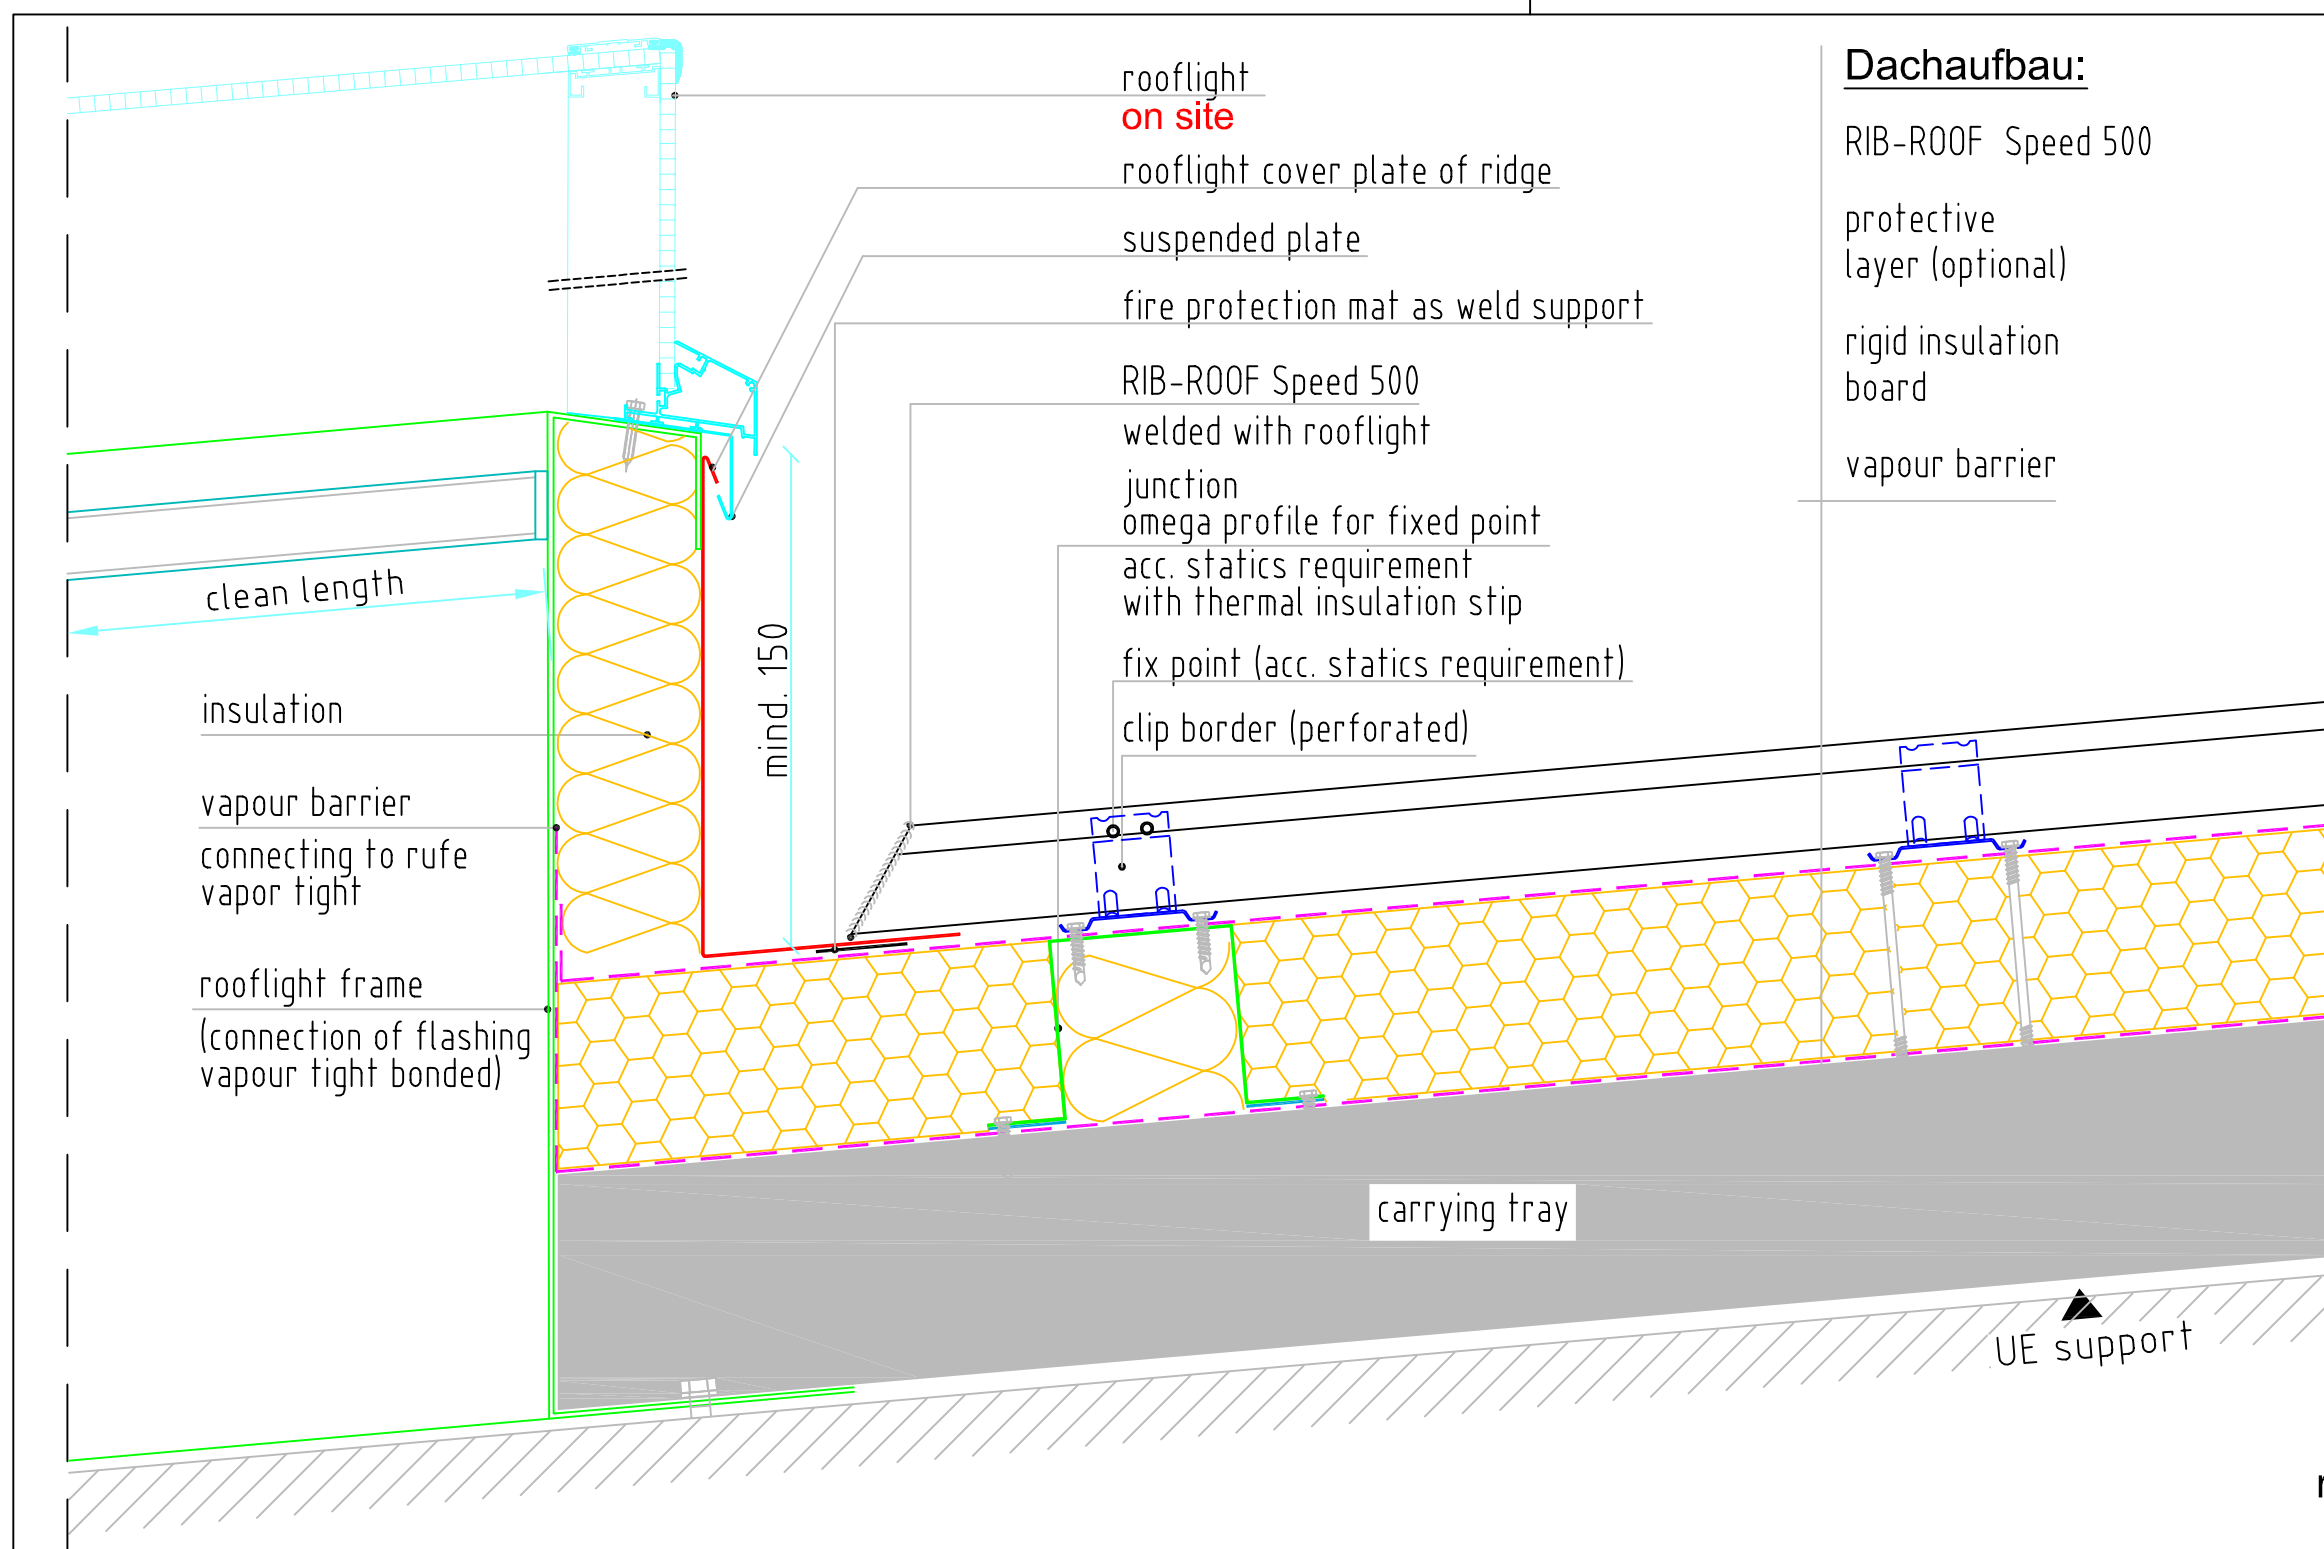 rooflight
on site
rooflight cover plate of ridge
suspended plate
fire protection mat as weld support
RIB-ROOF Speed 500
welded with rooflight
junction
omega profile for fixed point
acc. statics requirement
with thermal insulation stip
fix point (acc. statics requirement)
clip border (perforated)
Dachaufbau:
RIB-ROOF Speed 500
protective
layer (optional)
rigid insulation
board
vapour barrier
clean length
mind. 150
insulation
vapour barrier
connecting to rufe
vapor tight
rooflight frame
(connection of flashing
vapour tight bonded)
carrying tray
UE support